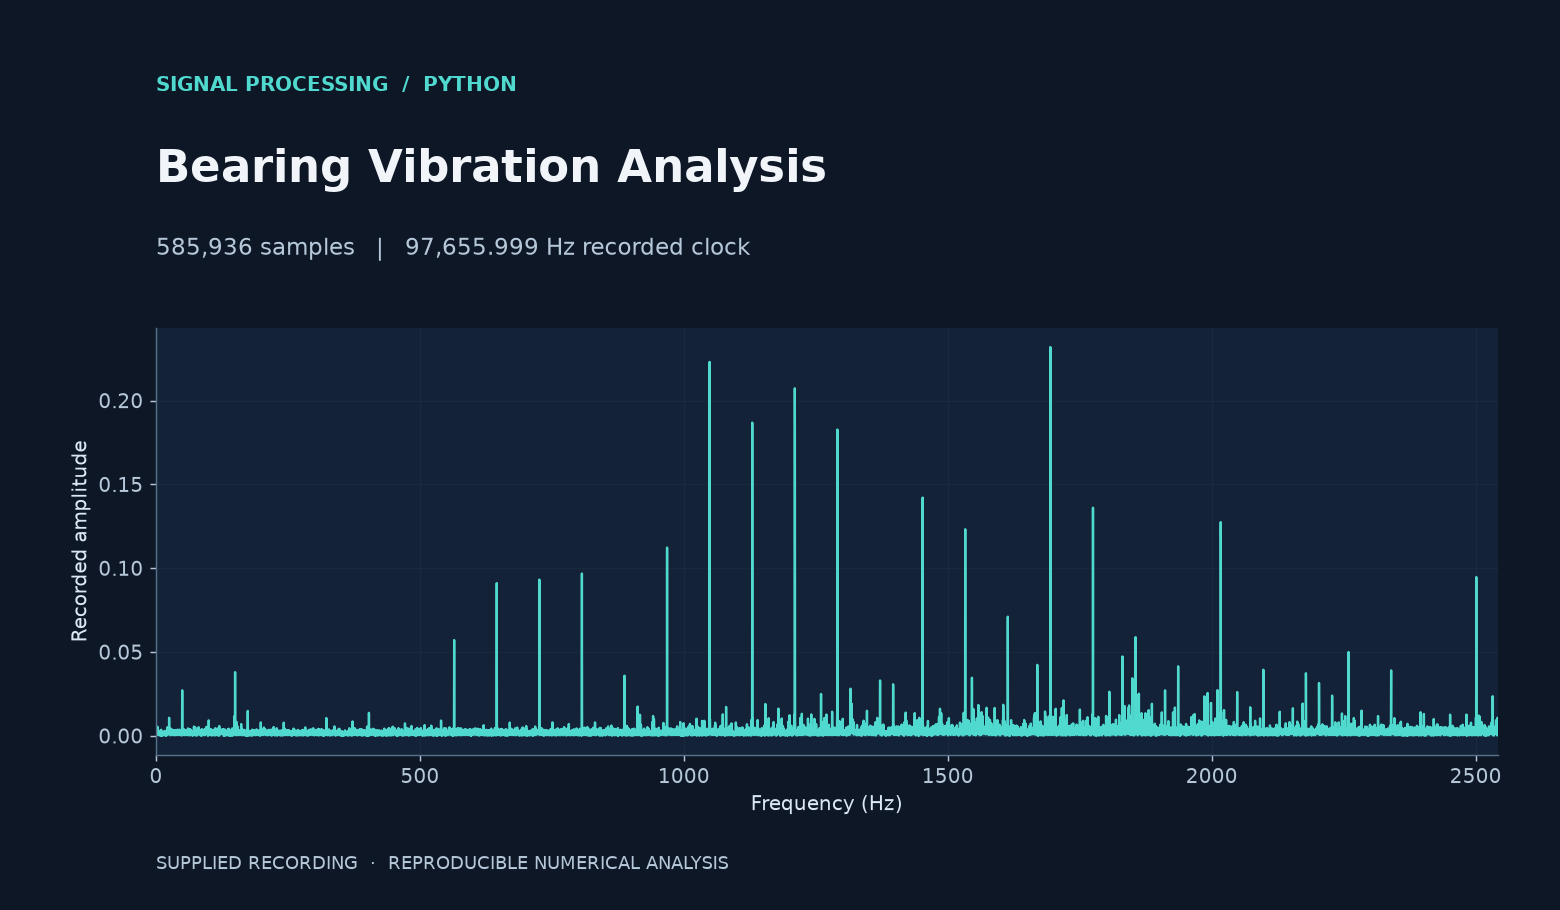 SIGNAL PROCESSING / PYTHON
Bearing Vibration Analysis
585,936 samples | 97,655.999 Hz recorded clock
Recorded amplitude
0.20
0.15
0.10
0.05
0.00
0 500 1000 1500 2000 2500
Frequency (Hz)
SUPPLIED RECORDING · REPRODUCIBLE NUMERICAL ANALYSIS